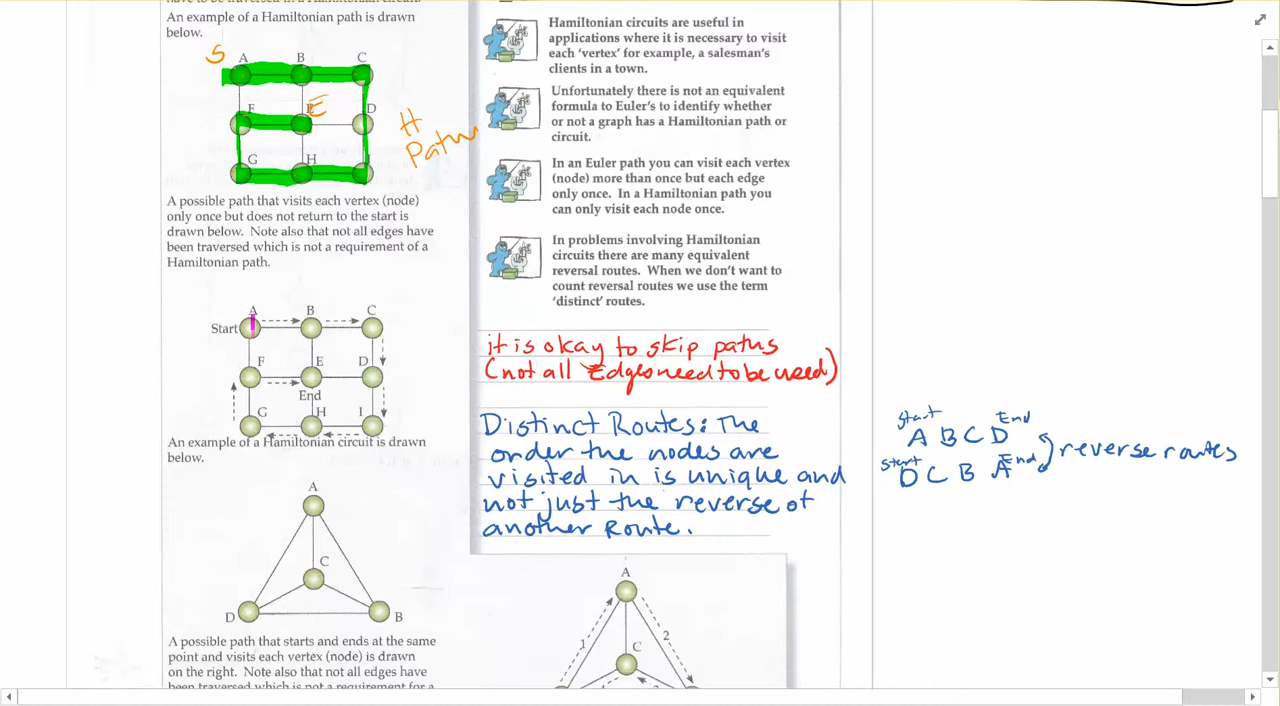 An example of a Hamiltonian path is drawn
below.
S
A B C
F E D
E
G H I
H
Path
A possible path that visits each vertex (node)
only once but does not return to the start is
drawn below. Note also that not all edges have
been traversed which is not a requirement of a
Hamiltonian path.
A B C
Start
F E D
End
G H I
An example of a Hamiltonian circuit is drawn
below.
A
C
D B
A possible path that starts and ends at the same
point and visits each vertex (node) is drawn
on the right. Note also that not all edges have
been traversed which is not a requirement for a
Hamiltonian circuits are useful in
applications where it is necessary to visit
each 'vertex' for example, a salesman's
clients in a town.
Unfortunately there is not an equivalent
formula to Euler's to identify whether
or not a graph has a Hamiltonian path or
circuit.
In an Euler path you can visit each vertex
(node) more than once but each edge
only once. In a Hamiltonian path you
can only visit each node once.
In problems involving Hamiltonian
circuits there are many equivalent
reversal routes. When we don't want to
count reversal routes we use the term
'distinct' routes.
it is okay to skip paths
(not all Edges need to be used)
Distinct Routes: The
order the nodes are
visited in is unique and
not just the reverse of
another Route.
A
1 2
C
Start End
A B C D
Start End
D C B A
reverse routes